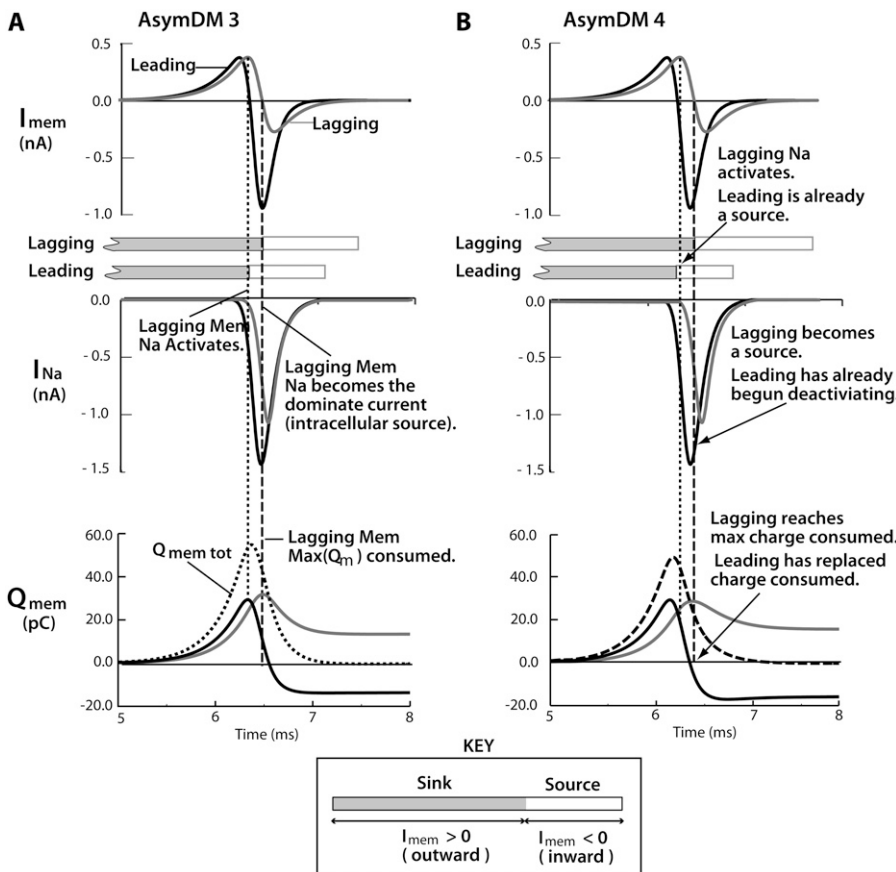 A
AsymDM 3
0.5
0.0
- 0.5
- 1.0
I mem
(nA)
Leading
Lagging
Lagging
Leading
0.0
- 0.5
- 1.0
- 1.5
I Na
(nA)
Lagging Mem
Na Activates.
Lagging Mem
Na becomes the
dominate current
(intracellular source).
60.0
40.0
20.0
0.0
-20.0
Q mem
(pC)
Q mem tot
Lagging Mem
Max(Qm) consumed.
5
6
7
8
Time (ms)
B
AsymDM 4
0.5
0.0
- 0.5
- 1.0
Lagging Na
activates.
Leading is already
a source.
Lagging
Leading
0.0
- 0.5
- 1.0
- 1.5
Lagging becomes
a source.
Leading has already
begun deactiviating.
60.0
40.0
20.0
0.0
-20.0
Lagging reaches
max charge consumed.
Leading has replaced
charge consumed.
5
6
7
8
Time (ms)
KEY
Sink
Source
I mem > 0
( outward )
I mem < 0
( inward )